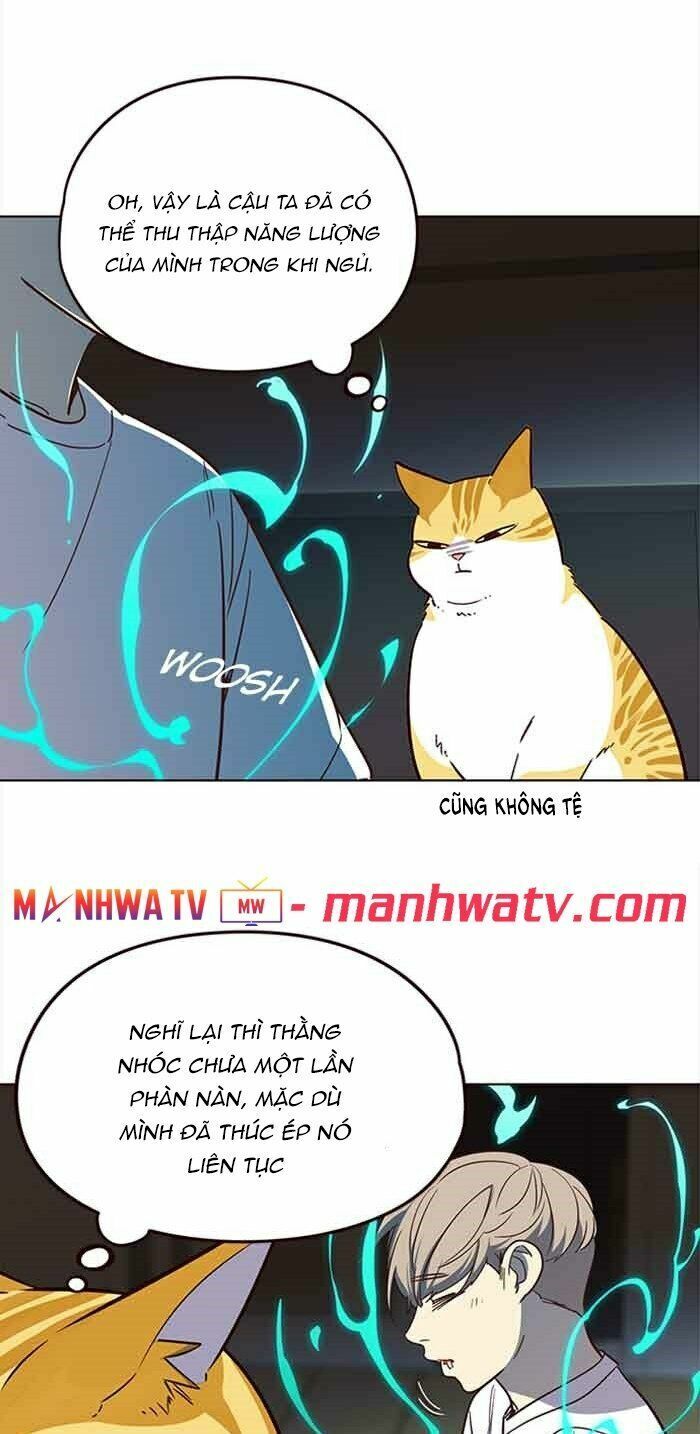 OH, VẬY LÀ CẬU TA ĐÃ CÓ
THỂ THU THẬP NĂNG LƯỢNG
CỦA MÌNH TRONG KHI NGỦ.
WOOSH
CŨNG KHÔNG TỆ
MANHWA TV MW - manhwatv.com
NGHĨ LẠI THÌ THẰNG
NHÓC CHƯA MỘT LẦN
PHÀN NÀN, MẶC DÙ
MÌNH ĐÃ THÚC ÉP NÓ
LIÊN TỤC